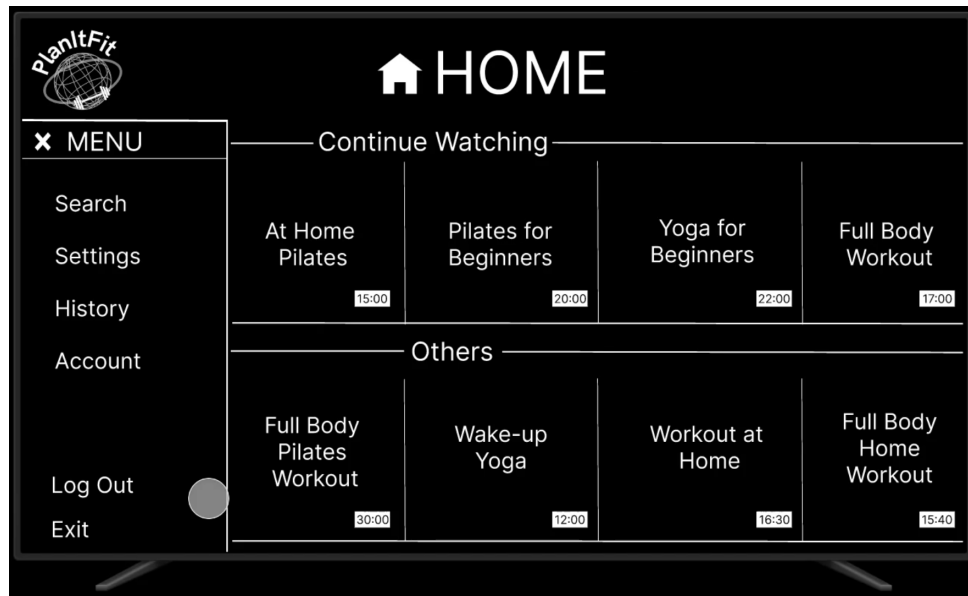 PlanItFit
HOME
× MENU
Search
Settings
History
Account
Log Out
Exit
Continue Watching
At Home
Pilates
15:00
Pilates for
Beginners
20:00
Yoga for
Beginners
22:00
Full Body
Workout
17:00
Others
Full Body
Pilates
Workout
30:00
Wake-up
Yoga
12:00
Workout at
Home
16:30
Full Body
Home
Workout
15:40